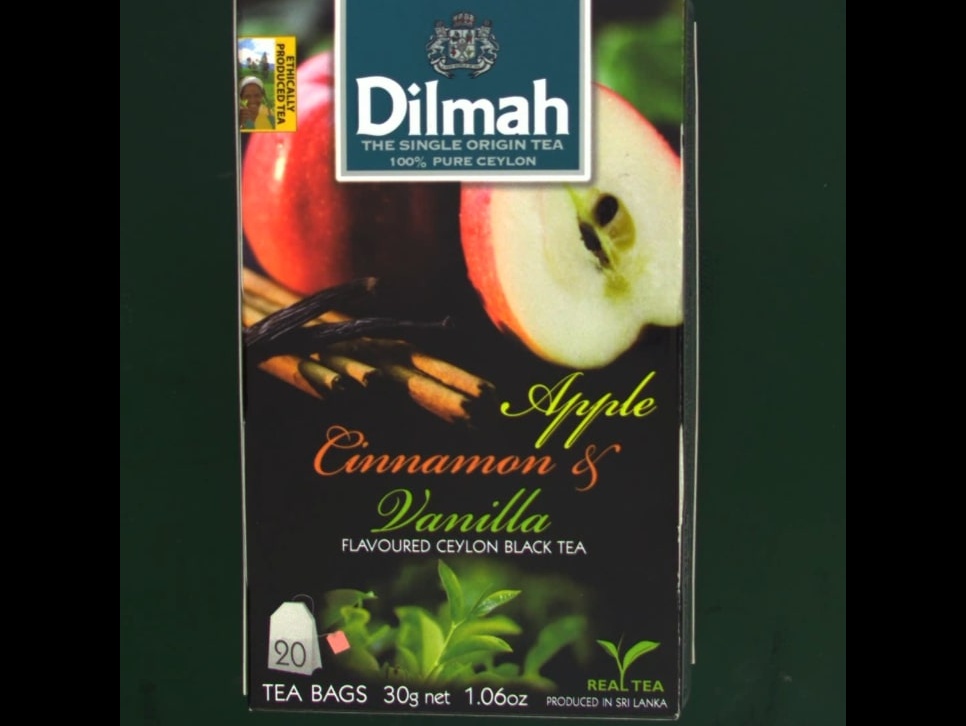 ETHICALLY
PRODUCED TEA
Dilmah
THE SINGLE ORIGIN TEA
100% PURE CEYLON
Apple
Cinnamon &
Vanilla
FLAVOURED CEYLON BLACK TEA
20
TEA BAGS 30g net 1.06oz
REAL TEA
PRODUCED IN SRI LANKA